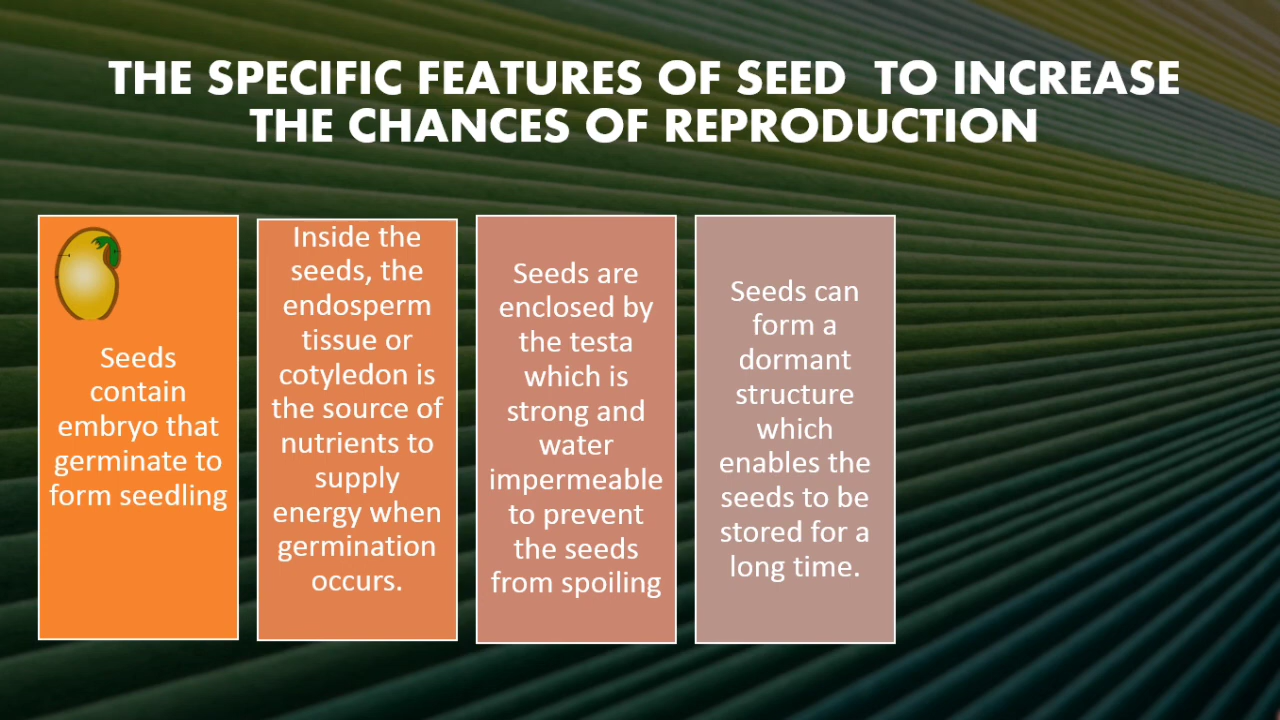 THE SPECIFIC FEATURES OF SEED  TO INCREASE
THE CHANCES OF REPRODUCTION
Seeds
contain
embryo that
germinate to
form seedling
Inside the
seeds, the
endosperm
tissue or
cotyledon is
the source of
nutrients to
supply
energy when
germination
occurs.
Seeds are
enclosed by
the testa
which is
strong and
water
impermeable
to prevent
the seeds
from spoiling
Seeds can
form a
dormant
structure
which
enables the
seeds to be
stored for a
long time.